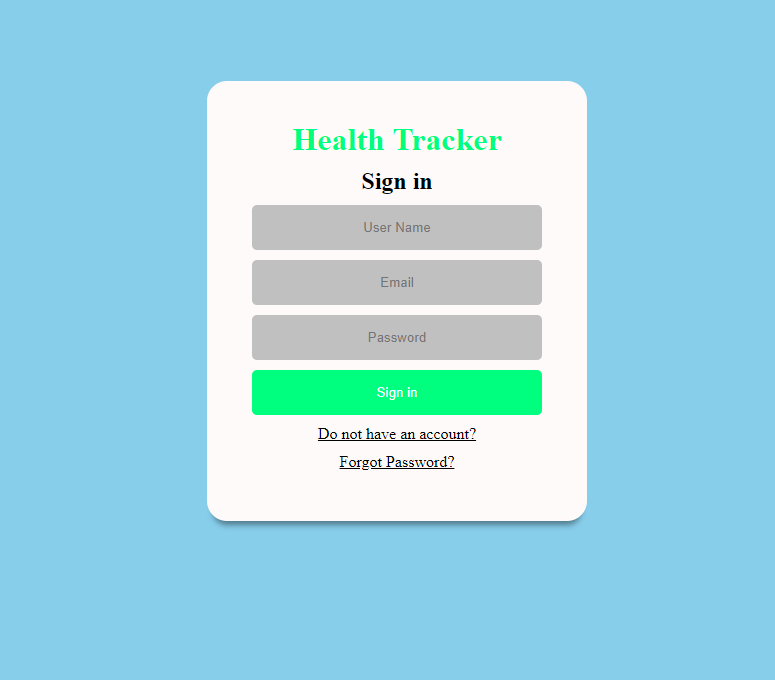 Health Tracker
Sign in
User Name
Email
Password
Sign in
Do not have an account?
Forgot Password?